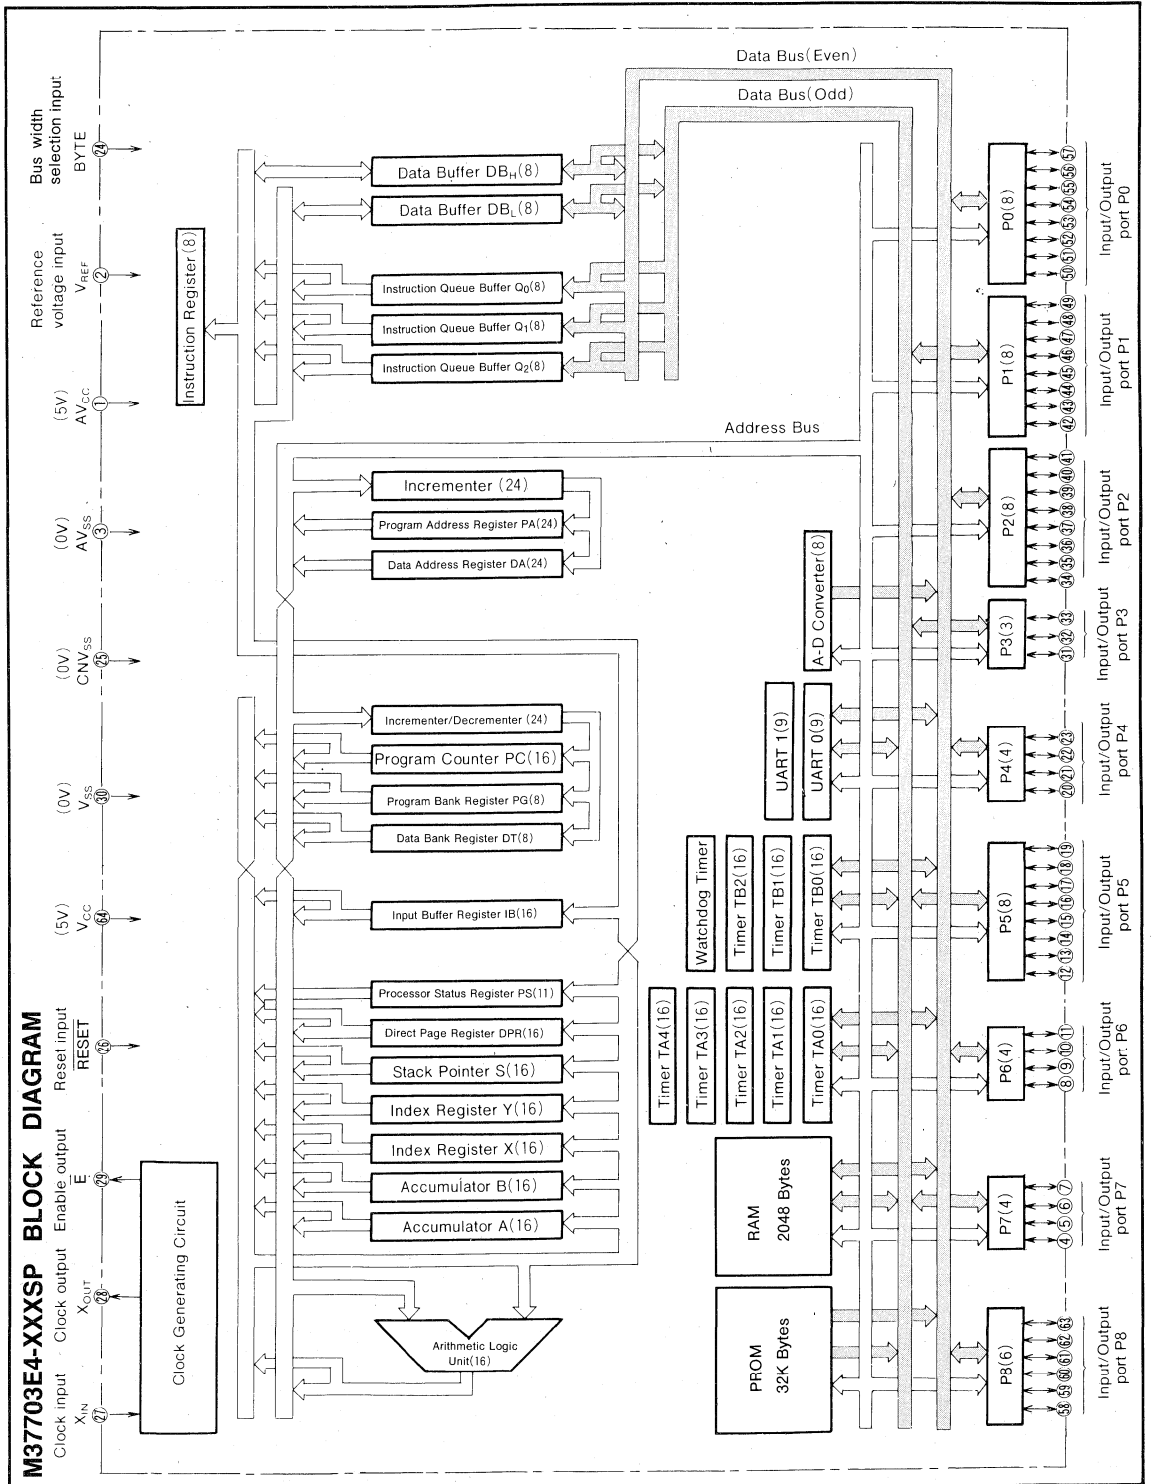 M37703E4-XXXSP BLOCK DIAGRAM
Clock input
X_IN
27
Clock output
X_OUT
28
Enable output
E̅
29
Reset input
R̅E̅S̅E̅T̅
26
(5V)
V_CC
64
(0V)
V_SS
30
(0V)
CNV_SS
25
(0V)
AV_SS
3
(5V)
AV_CC
1
Reference
voltage input
V_REF
2
Bus width
selection input
BYTE
24
Clock Generating Circuit
Instruction Register (8)
Data Bus(Even)
Data Bus(Odd)
Data Buffer DB_H(8)
Data Buffer DB_L(8)
Instruction Queue Buffer Q0(8)
Instruction Queue Buffer Q1(8)
Instruction Queue Buffer Q2(8)
Address Bus
Incrementer (24)
Program Address Register PA(24)
Data Address Register DA(24)
Incrementer/Decrementer (24)
Program Counter PC(16)
Program Bank Register PG(8)
Data Bank Register DT(8)
Input Buffer Register IB(16)
Processor Status Register PS(11)
Direct Page Register DPR(16)
Stack Pointer S(16)
Index Register Y(16)
Index Register X(16)
Accumulator B(16)
Accumulator A(16)
Arithmetic Logic
Unit(16)
A-D Converter(8)
UART 1(9)
UART 0(9)
Watchdog Timer
Timer TB2(16)
Timer TB1(16)
Timer TB0(16)
Timer TA4(16)
Timer TA3(16)
Timer TA2(16)
Timer TA1(16)
Timer TA0(16)
RAM
2048 Bytes
PROM
32K Bytes
P8(6)
58 59 60 61 62 63
Input/Output
port P8
P7(4)
4 5 6 7
Input/Output
port P7
P6(4)
8 9 10 11
Input/Output
port P6
P5(8)
12 13 14 15 16 17 18 19
Input/Output
port P5
P4(4)
20 21 22 23
Input/Output
port P4
P3(3)
31 32 33
Input/Output
port P3
P2(8)
34 35 36 37 38 39 40 41
Input/Output
port P2
P1(8)
42 43 44 45 46 47 48 49
Input/Output
port P1
P0(8)
50 51 52 53 54 55 56 57
Input/Output
port P0